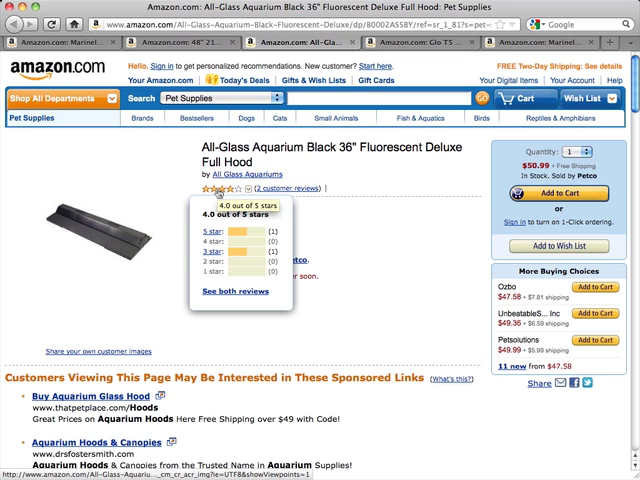 Amazon.com: All-Glass Aquarium Black 36" Fluorescent Deluxe Full Hood: Pet Supplies
http://www.amazon.com/All-Glass-Aquarium-Black-Fluorescent-Deluxe/dp/B0002ASSBY/ref=sr_1_81?s=pet-
Google
Amazon.com: Marinel...
Amazon.com: 48" 21...
Amazon.com: All-Gla...
Amazon.com: Glo T5 ...
Amazon.com: Marinel...
amazon.com
Hello. Sign in to get personalized recommendations. New customer? Start here.
FREE Two-Day Shipping: See details
Your Amazon.com
Today's Deals
Gifts & Wish Lists
Gift Cards
Your Digital Items
Your Account
Help
Shop All Departments
Search
Pet Supplies
GO
Cart
Wish List
Pet Supplies
Brands
Bestsellers
Dogs
Cats
Small Animals
Fish & Aquatics
Birds
Reptiles & Amphibians
All-Glass Aquarium Black 36" Fluorescent Deluxe
Full Hood
by All Glass Aquariums
(2 customer reviews)
4.0 out of 5 stars
4.0 out of 5 stars
5 star: (1)
4 star: (0)
3 star: (1)
2 star: (0)
1 star: (0)
See both reviews
tco.
er soon.
Share your own customer images
Quantity: 1
$50.99 + Free Shipping
In Stock. Sold by Petco
Add to Cart
or
Sign in to turn on 1-Click ordering.
Add to Wish List
More Buying Choices
Ozbo
$47.58 + $7.81 shipping
Add to Cart
UnbeatableS... Inc
$49.36 + $6.59 shipping
Add to Cart
Petsolutions
$49.99 + $5.99 shipping
Add to Cart
11 new from $47.58
Share
Customers Viewing This Page May Be Interested in These Sponsored Links (What's this?)
Buy Aquarium Glass Hood
www.thatpetplace.com/Hoods
Great Prices on Aquarium Hoods Here Free Shipping over $49 with Code!
Aquarium Hoods & Canopies
www.drsfostersmith.com
Aquarium Hoods & Canopies from the Trusted Name in Aquarium Supplies!
http://www.amazon.com/All-Glass-Aquariu..._cm_cr_acr_img?ie=UTF8&showViewpoints=1